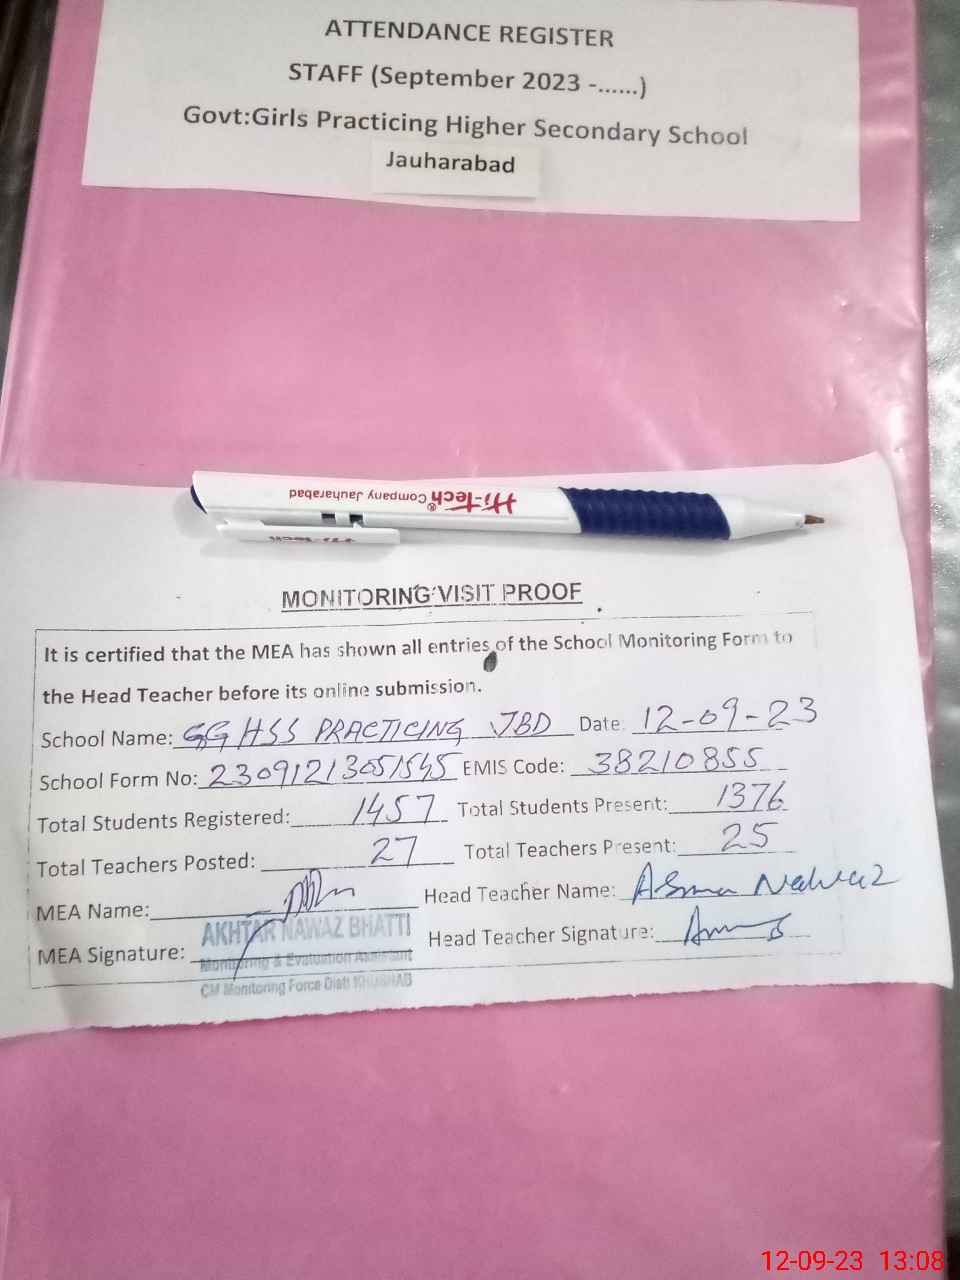 ATTENDANCE REGISTER
STAFF (September 2023 -......)
Govt:Girls Practicing Higher Secondary School
Jauharabad
Hi-Tech® Company Jauharabad
Hi-Tech
MONITORING VISIT PROOF
It is certified that the MEA has shown all entries of the School Monitoring Form to
the Head Teacher before its online submission.
School Name: GGHSS PRACTICING JBD Date: 12-09-23
School Form No: 23091213051545 EMIS Code: 38210855
Total Students Registered: 1457 Total Students Present: 1376
Total Teachers Posted: 27 Total Teachers Present: 25
MEA Name: Head Teacher Name: Asma Nawaz
AKHTAR NAWAZ BHATTI
MEA Signature: Head Teacher Signature:
Monitoring & Evaluation Assistant
CM Monitoring Force Distt KHUSHAB
12-09-23 13:08